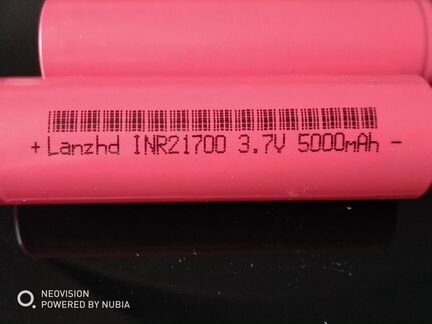 + Lanzhd INR21700 3.7V 5000mAh -
NEOVISION
POWERED BY NUBIA